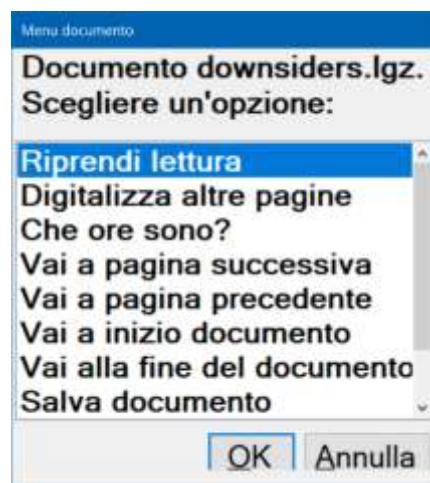 Menu documento
Documento downsiders.lgz.
Scegliere un'opzione:
Riprendi lettura
Digitalizza altre pagine
Che ore sono?
Vai a pagina successiva
Vai a pagina precedente
Vai a inizio documento
Vai alla fine del documento
Salva documento
OK Annulla